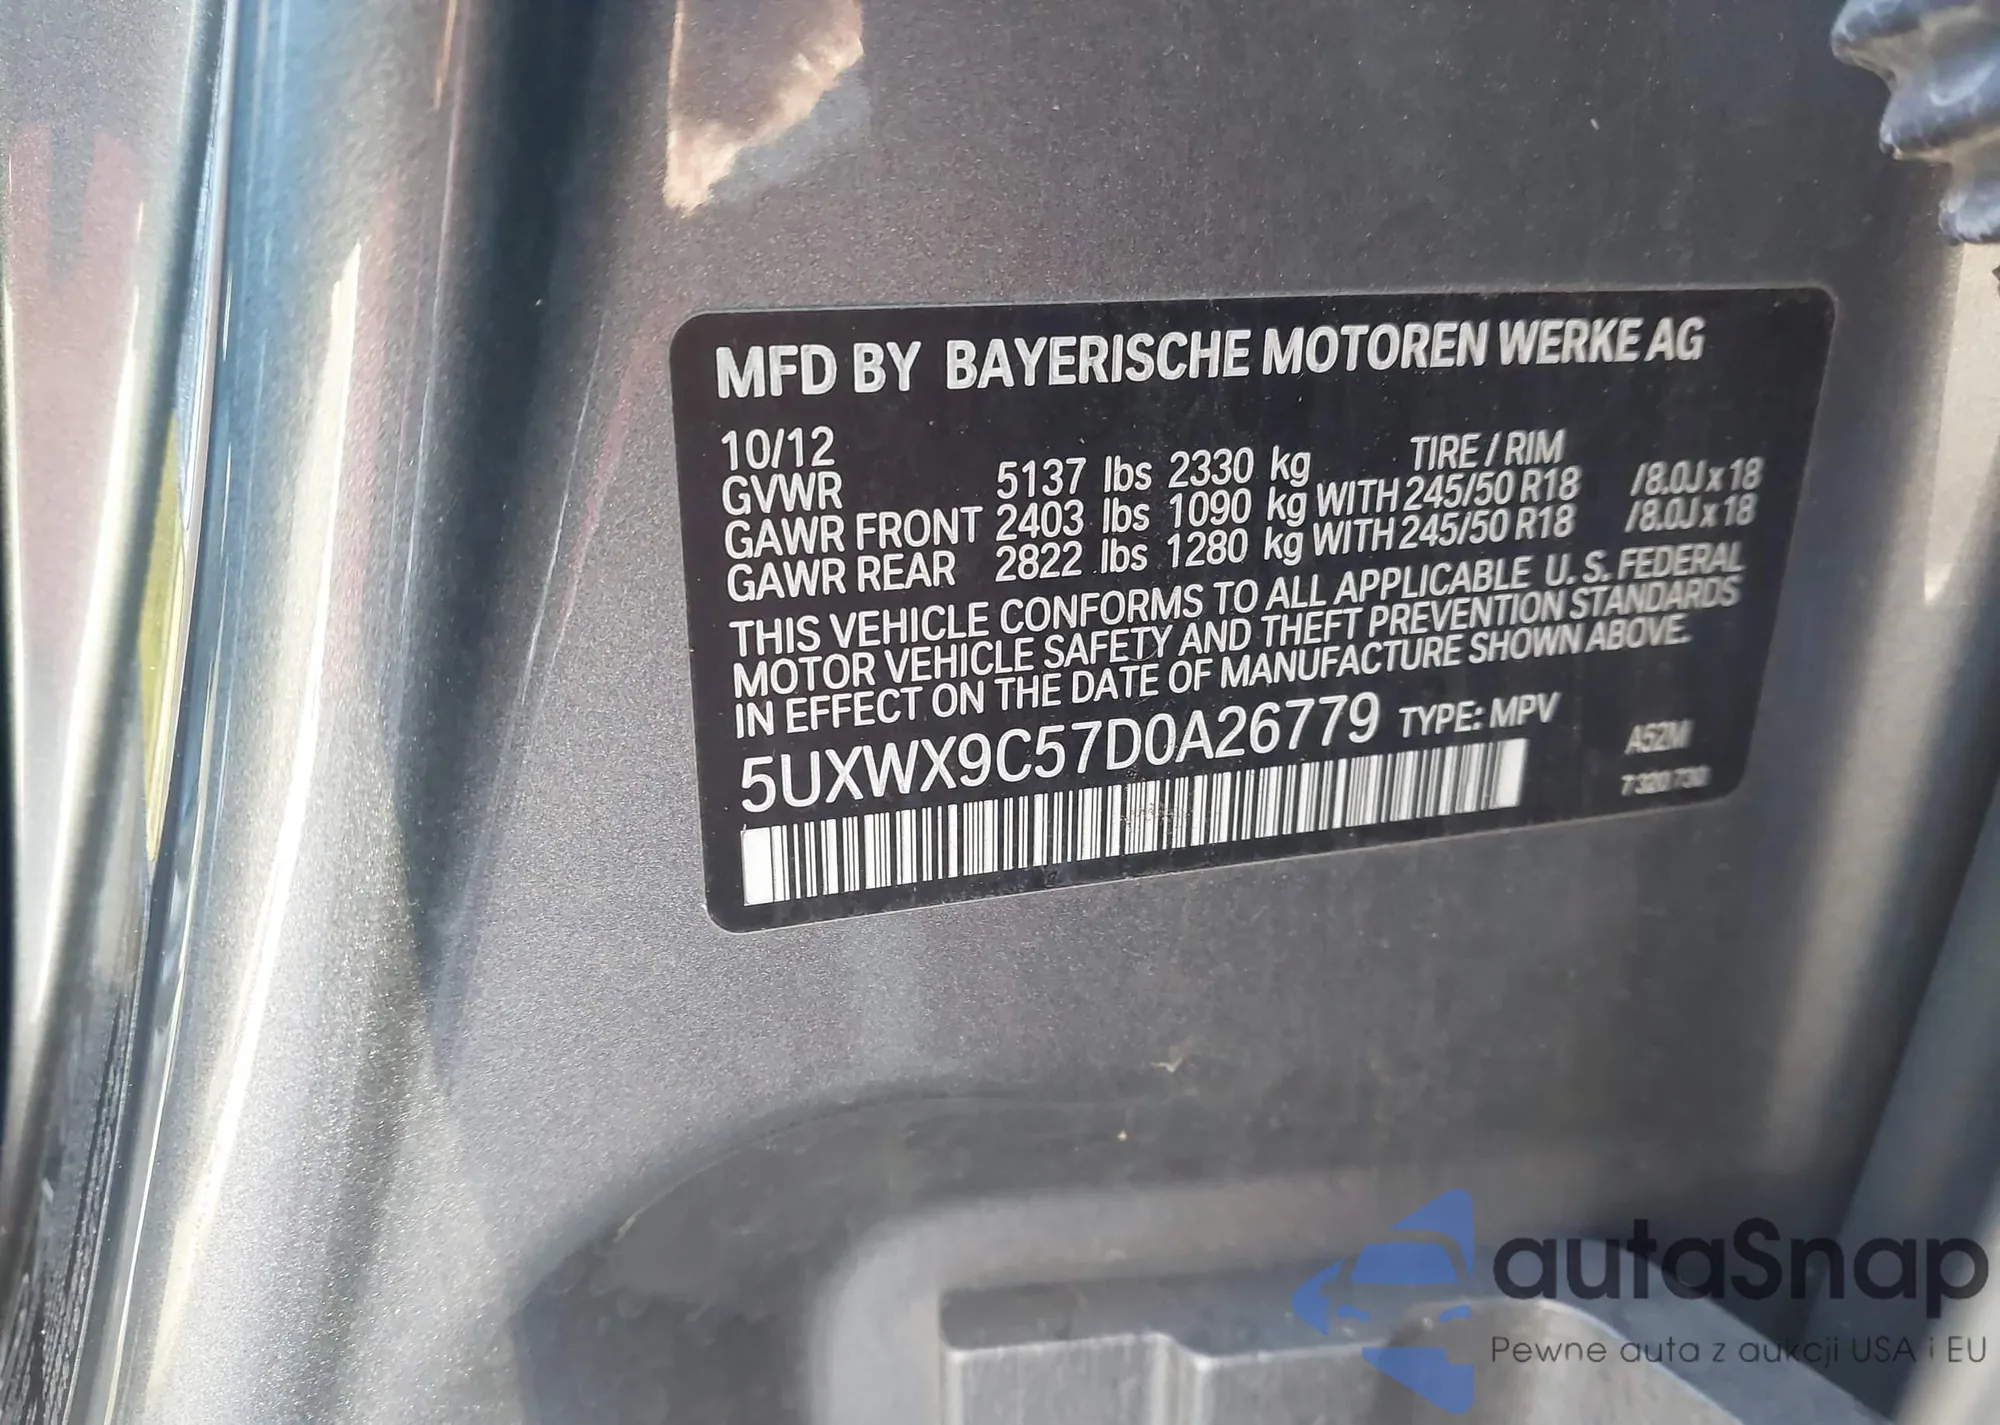 MFD BY BAYERISCHE MOTOREN WERKE AG
10/12 TIRE / RIM
GVWR 5137 lbs 2330 kg
GAWR FRONT 2403 lbs 1090 kg WITH 245/50 R18 /8.0J x 18
GAWR REAR 2822 lbs 1280 kg WITH 245/50 R18 /8.0J x 18
THIS VEHICLE CONFORMS TO ALL APPLICABLE U. S. FEDERAL
MOTOR VEHICLE SAFETY AND THEFT PREVENTION STANDARDS
IN EFFECT ON THE DATE OF MANUFACTURE SHOWN ABOVE.
5UXWX9C57D0A26779 TYPE: MPV
A52M
7 320 730
autaSnap
Pewne auta z aukcji USA i EU